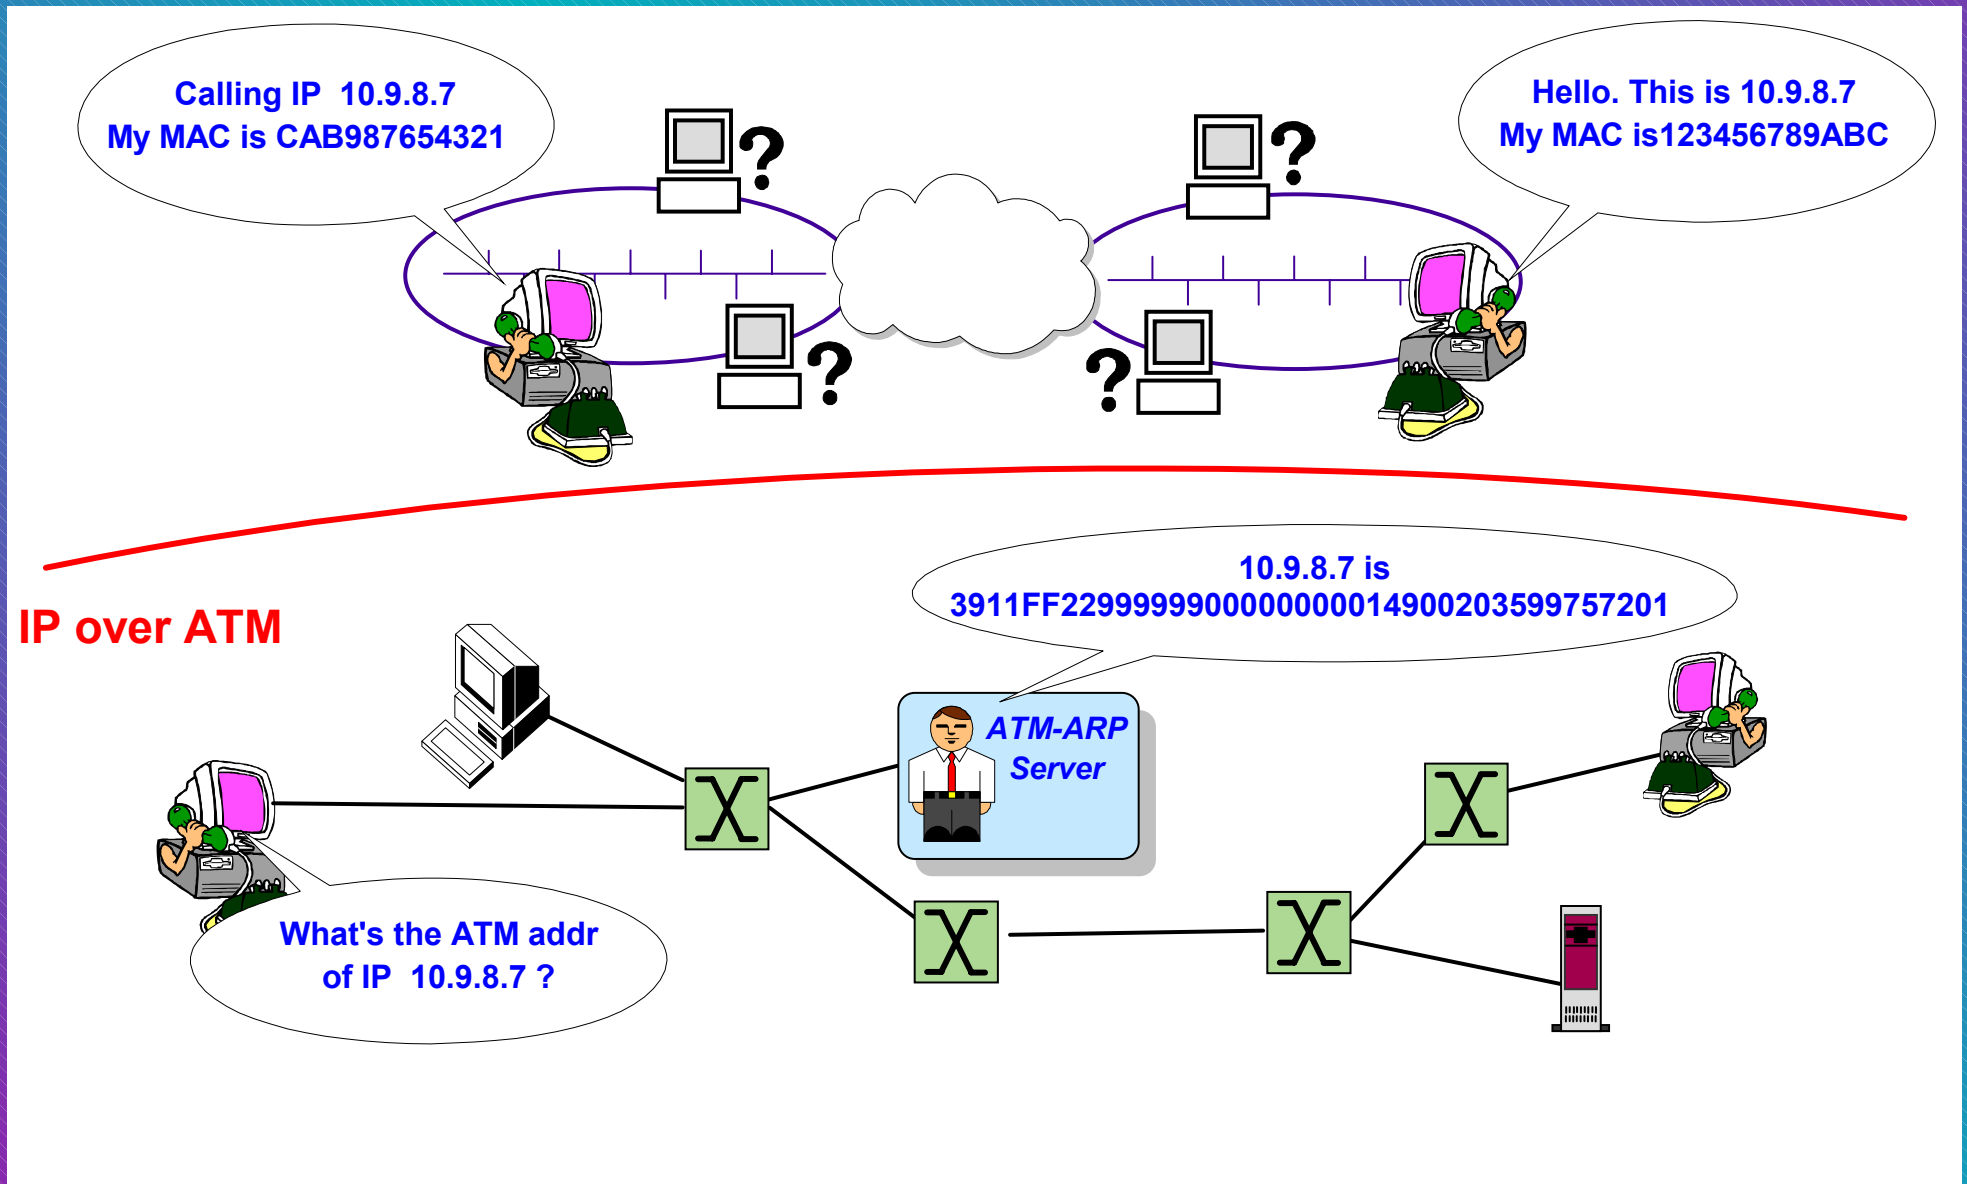 Calling IP 10.9.8.7
My MAC is CAB987654321
Hello. This is 10.9.8.7
My MAC is123456789ABC
10.9.8.7 is
3911FF2299999900000000014900203599757201
IP over ATM
ATM-ARP
Server
What's the ATM addr
of IP 10.9.8.7 ?